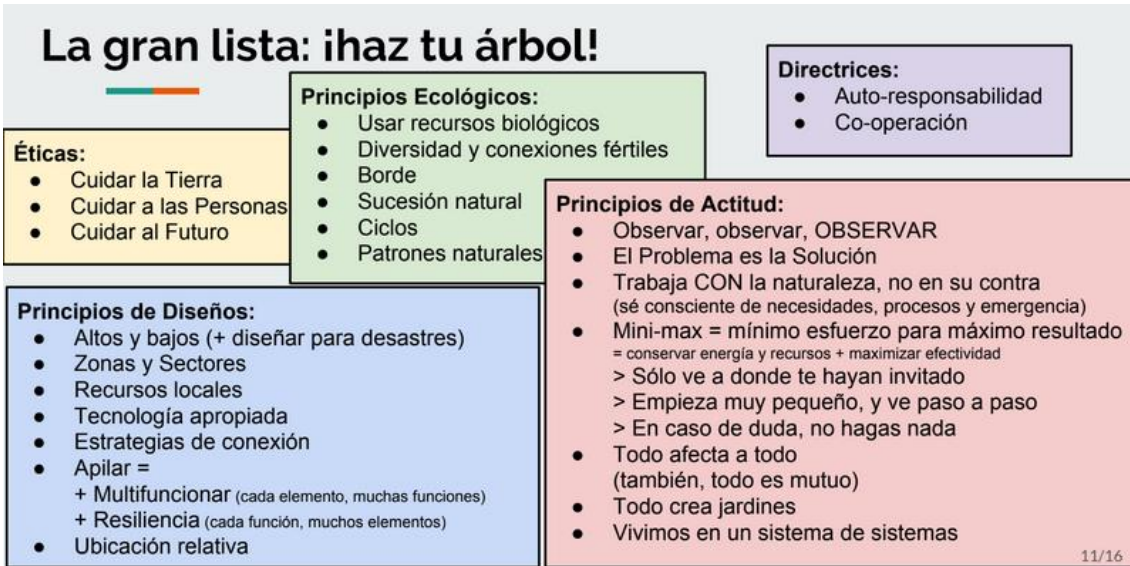 La gran lista: ¡haz tu árbol!
Éticas:
● Cuidar la Tierra
● Cuidar a las Personas
● Cuidar al Futuro
Principios Ecológicos:
● Usar recursos biológicos
● Diversidad y conexiones fértiles
● Borde
● Sucesión natural
● Ciclos
● Patrones naturales
Directrices:
● Auto-responsabilidad
● Co-operación
Principios de Diseños:
● Altos y bajos (+ diseñar para desastres)
● Zonas y Sectores
● Recursos locales
● Tecnología apropiada
● Estrategias de conexión
● Apilar =
+ Multifuncionar (cada elemento, muchas funciones)
+ Resiliencia (cada función, muchos elementos)
● Ubicación relativa
Principios de Actitud:
● Observar, observar, OBSERVAR
● El Problema es la Solución
● Trabaja CON la naturaleza, no en su contra
(sé consciente de necesidades, procesos y emergencia)
● Mini-max = mínimo esfuerzo para máximo resultado
= conservar energía y recursos + maximizar efectividad
> Sólo ve a donde te hayan invitado
> Empieza muy pequeño, y ve paso a paso
> En caso de duda, no hagas nada
● Todo afecta a todo
(también, todo es mutuo)
● Todo crea jardines
● Vivimos en un sistema de sistemas
11/16